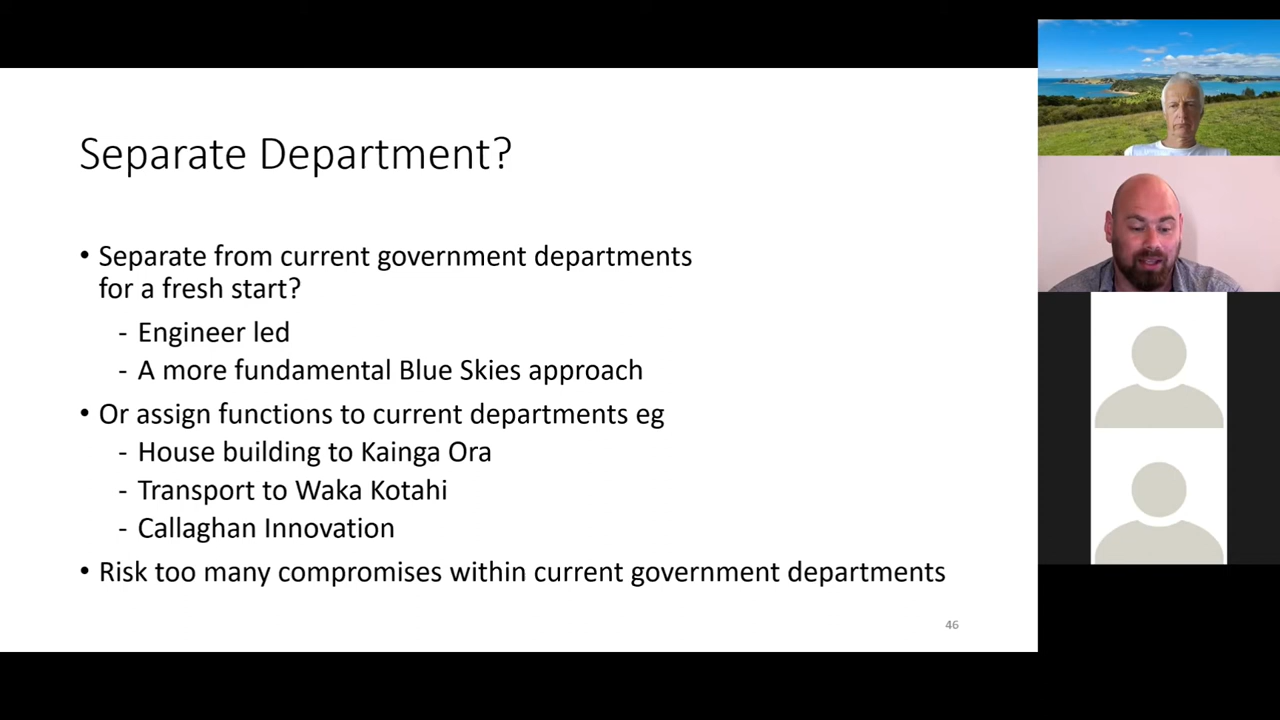 Separate Department?
• Separate from current government departments
for a fresh start?
- Engineer led
- A more fundamental Blue Skies approach
• Or assign functions to current departments eg
- House building to Kainga Ora
- Transport to Waka Kotahi
- Callaghan Innovation
• Risk too many compromises within current government departments
46